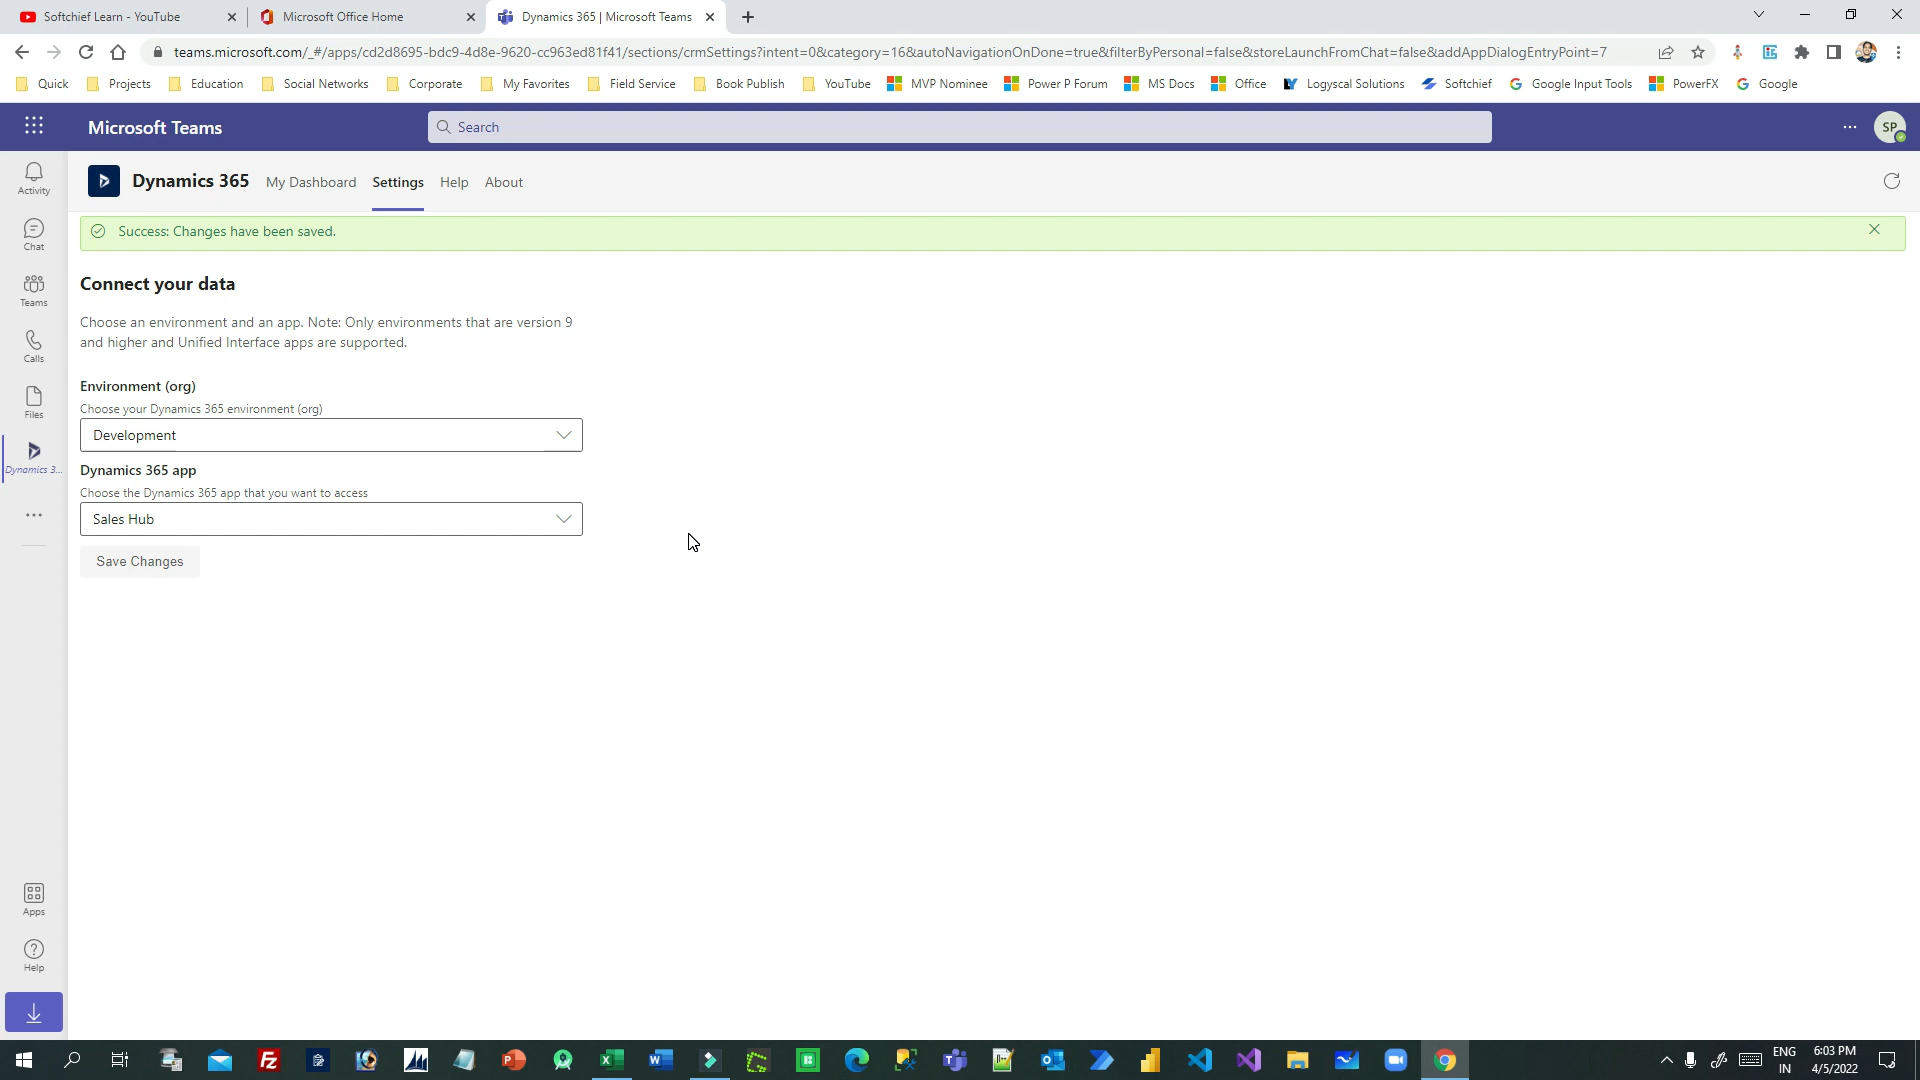 Softchief Learn - YouTube
Microsoft Office Home
Dynamics 365 | Microsoft Teams
teams.microsoft.com/_#/apps/cd2d8695-bdc9-4d8e-9620-cc963ed81f41/sections/crmSettings?intent=0&category=16&autoNavigationOnDone=true&filterByPersonal=false&storeLaunchFromChat=false&addAppDialogEntryPoint=7
Quick
Projects
Education
Social Networks
Corporate
My Favorites
Field Service
Book Publish
YouTube
MVP Nominee
Power P Forum
MS Docs
Office
Logyscal Solutions
Softchief
Google Input Tools
PowerFX
Google
Microsoft Teams
Search
SP
Activity
Chat
Teams
Calls
Files
Dynamics 3...
Apps
Help
Dynamics 365
My Dashboard
Settings
Help
About
Success: Changes have been saved.
Connect your data
Choose an environment and an app. Note: Only environments that are version 9
and higher and Unified Interface apps are supported.
Environment (org)
Choose your Dynamics 365 environment (org)
Development
Dynamics 365 app
Choose the Dynamics 365 app that you want to access
Sales Hub
Save Changes
ENG
IN
6:03 PM
4/5/2022